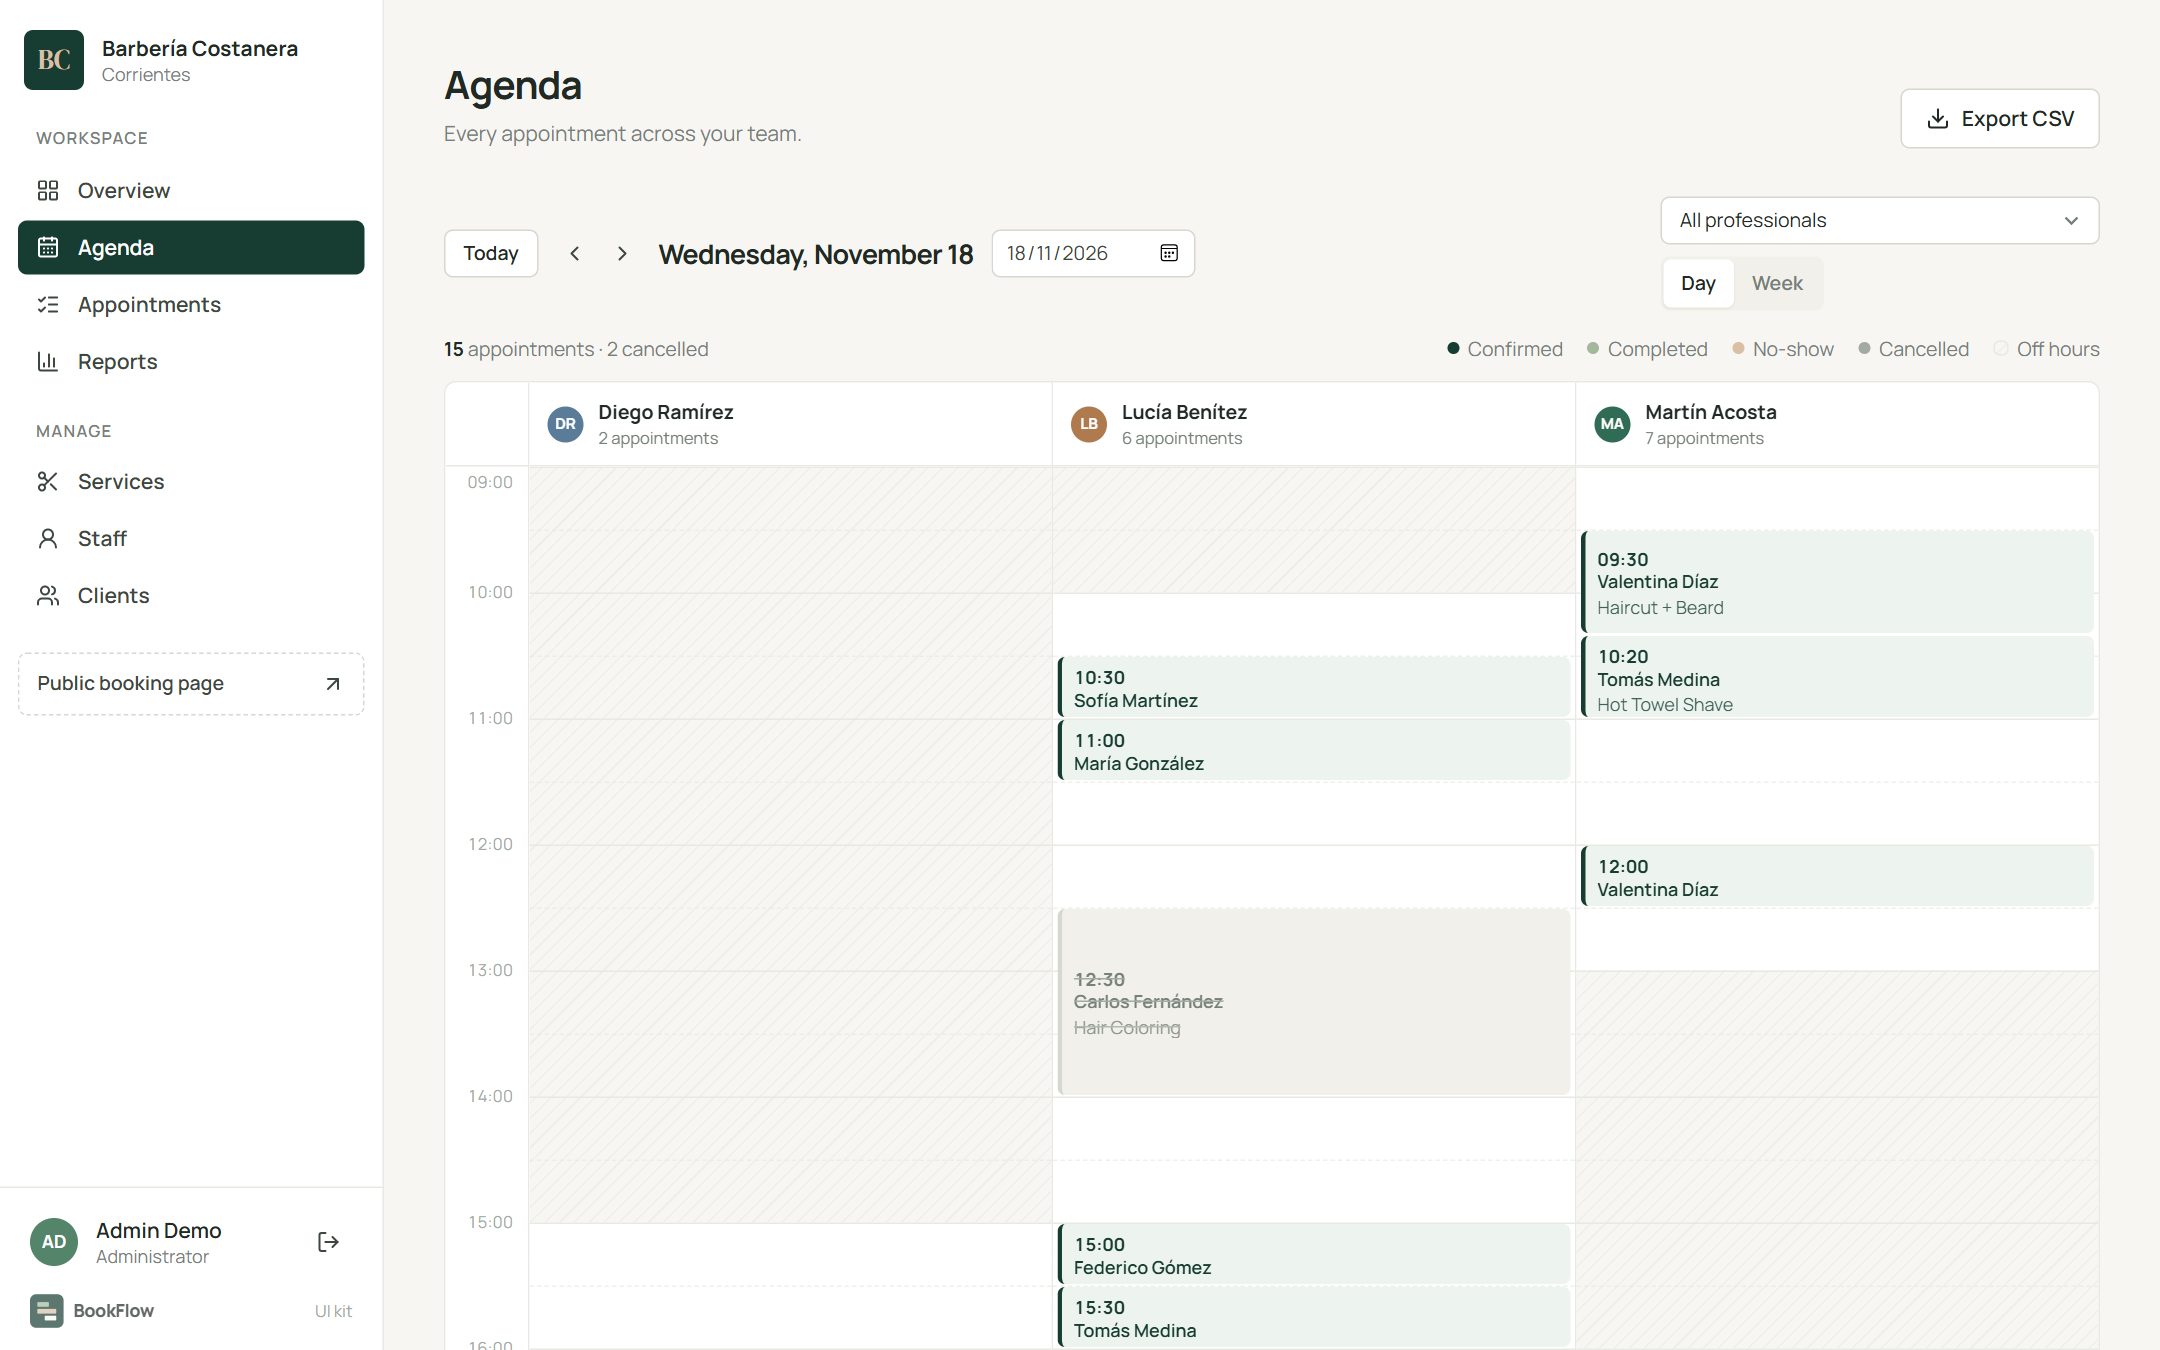 BC
Barbería Costanera
Corrientes
WORKSPACE
Overview
Agenda
Appointments
Reports
MANAGE
Services
Staff
Clients
Public booking page
AD
Admin Demo
Administrator
BookFlow
UI kit
Agenda
Every appointment across your team.
Export CSV
All professionals
Today
Wednesday, November 18
18/11/2026
Day
Week
15 appointments · 2 cancelled
Confirmed
Completed
No-show
Cancelled
Off hours
DR
Diego Ramírez
2 appointments
LB
Lucía Benítez
6 appointments
MA
Martín Acosta
7 appointments
09:00
10:00
11:00
12:00
13:00
14:00
15:00
16:00
10:30
Sofía Martínez
11:00
María González
12:30
Carlos Fernández
Hair Coloring
15:00
Federico Gómez
15:30
Tomás Medina
09:30
Valentina Díaz
Haircut + Beard
10:20
Tomás Medina
Hot Towel Shave
12:00
Valentina Díaz